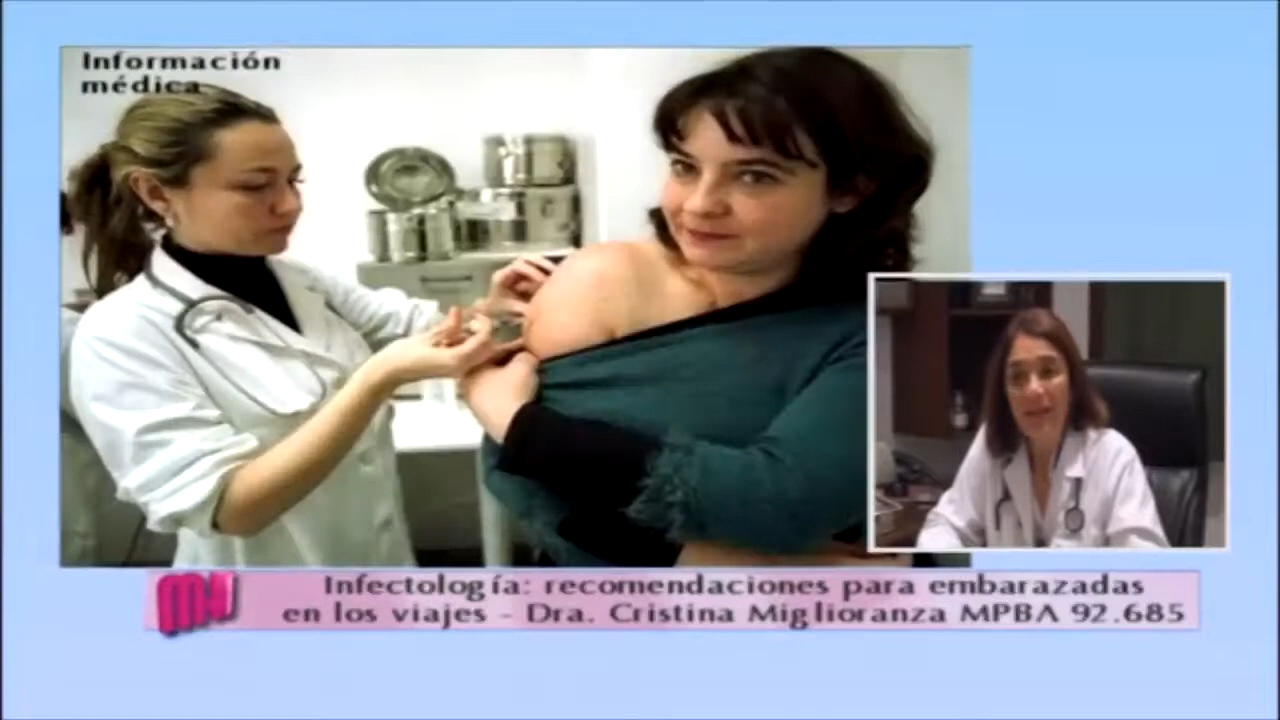 Información
médica
Infectología: recomendaciones para embarazadas
en los viajes - Dra. Cristina Miglioranza MPBA 92.685